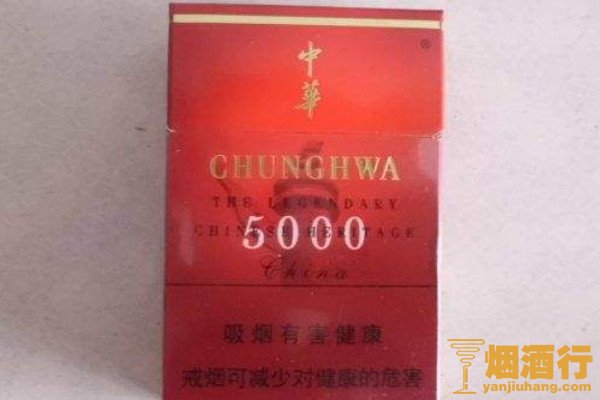 中
華
®
CHUNGHWA
THE LEGENDARY
CHINESE HERITAGE
5000
China
吸烟有害健康
戒烟可减少对健康的危害
烟酒行
yanjiuhang.com